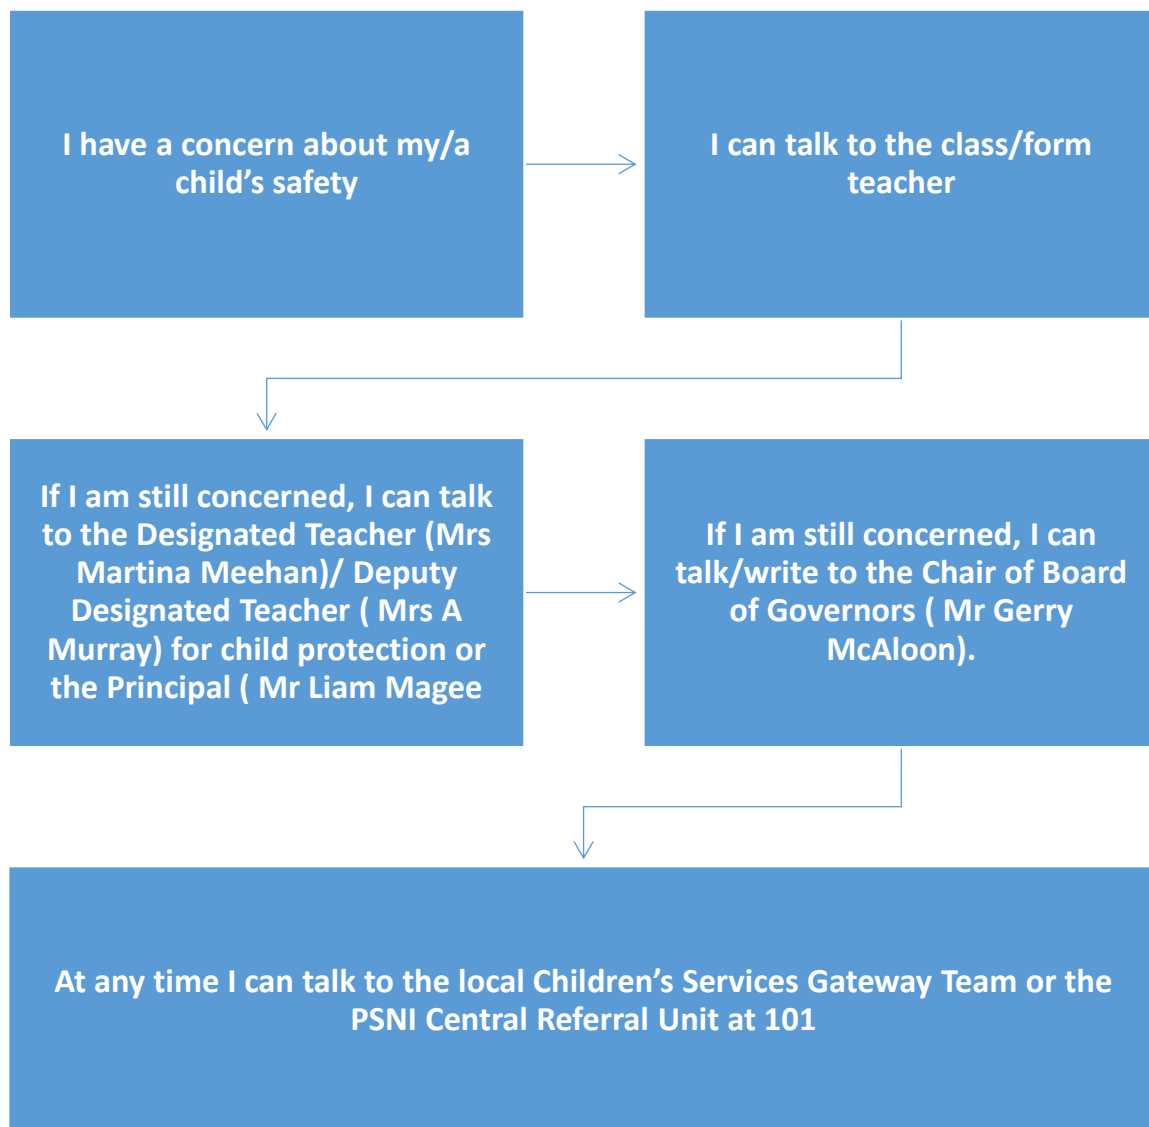 I have a concern about my/a
child’s safety
I can talk to the class/form
teacher
If I am still concerned, I can talk
to the Designated Teacher (Mrs
Martina Meehan)/ Deputy
Designated Teacher ( Mrs A
Murray) for child protection or
the Principal ( Mr Liam Magee
If I am still concerned, I can
talk/write to the Chair of Board
of Governors ( Mr Gerry
McAloon).
At any time I can talk to the local Children’s Services Gateway Team or the
PSNI Central Referral Unit at 101